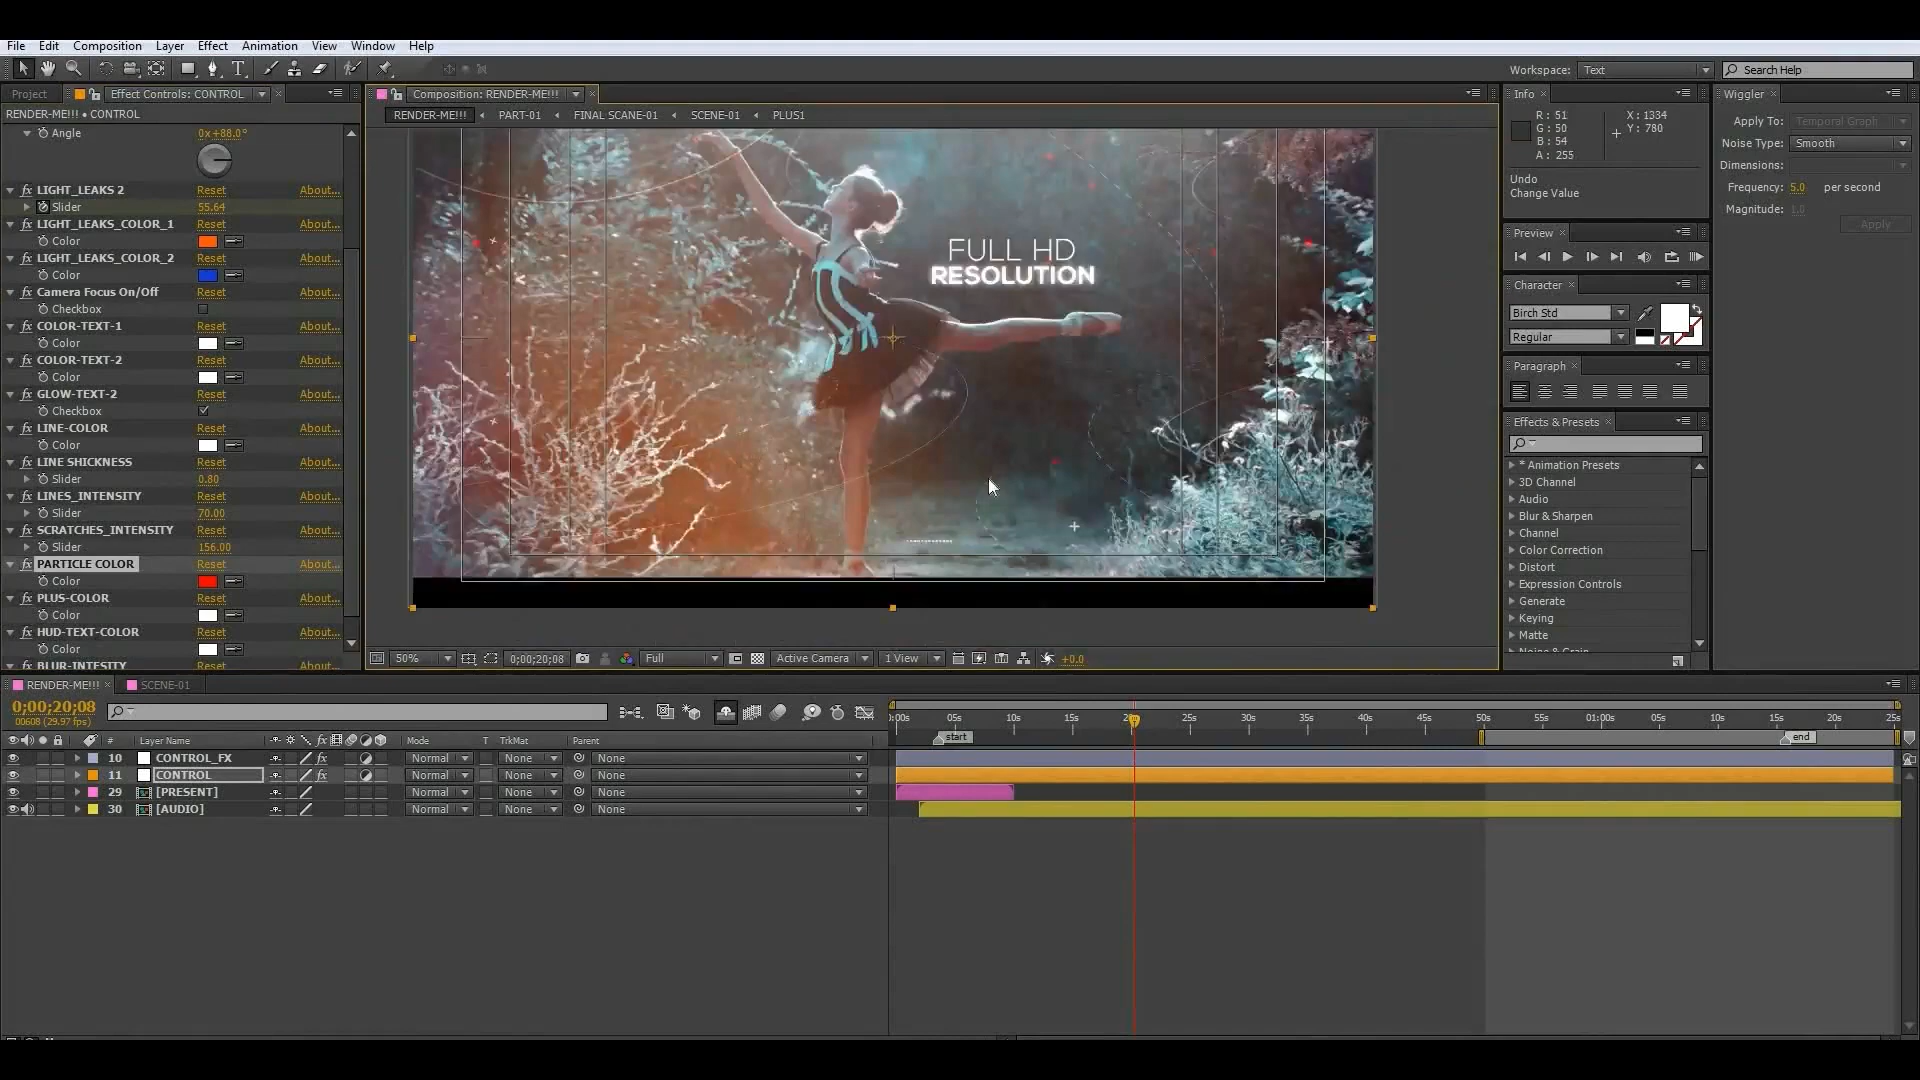 File Edit Composition Layer Effect Animation View Window Help
Workspace: Text
Search Help
Project
Effect Controls: CONTROL
Composition: RENDER-ME!!!
RENDER-ME!!! • CONTROL
RENDER-ME!!! PART-01 FINAL SCANE-01 SCENE-01 PLUS1
Angle 0x+88.0°
LIGHT_LEAKS 2 Reset About...
Slider 55.64
LIGHT_LEAKS_COLOR_1 Reset About...
Color
LIGHT_LEAKS_COLOR_2 Reset About...
Color
Camera Focus On/Off Reset About...
Checkbox
COLOR-TEXT-1 Reset About...
Color
COLOR-TEXT-2 Reset About...
Color
GLOW-TEXT-2 Reset About...
Checkbox
LINE-COLOR Reset About...
Color
LINE SHICKNESS Reset About...
Slider 0.80
LINES_INTENSITY Reset About...
Slider 70.00
SCRATCHES_INTENSITY Reset About...
Slider 156.00
PARTICLE COLOR Reset About...
Color
PLUS-COLOR Reset About...
Color
HUD-TEXT-COLOR Reset About...
Color
BLUR-INTESITY Reset About...
FULL HD
RESOLUTION
50% 0;00;20;08 Full Active Camera 1 View +0.0
Info
R: 51 X: 1334
G: 50 Y: 780
B: 54
A: 255
Undo
Change Value
Preview
Character
Birch Std
Regular
Paragraph
Effects & Presets
* Animation Presets
3D Channel
Audio
Blur & Sharpen
Channel
Color Correction
Distort
Expression Controls
Generate
Keying
Matte
Noise & Grain
Wiggler
Apply To: Temporal Graph
Noise Type: Smooth
Dimensions:
Frequency: 5.0 per second
Magnitude: 1.0
Apply
RENDER-ME!!! SCENE-01
0;00;20;08
00608 (29.97 fps)
0:00s 05s 10s 15s 20s 25s 30s 35s 40s 45s 50s 55s 01:00s 05s 10s 15s 20s 25s
start end
# Layer Name Mode T TrkMat Parent
10 CONTROL_FX Normal None None
11 CONTROL Normal None None
29 [PRESENT] Normal None None
30 [AUDIO] Normal None None